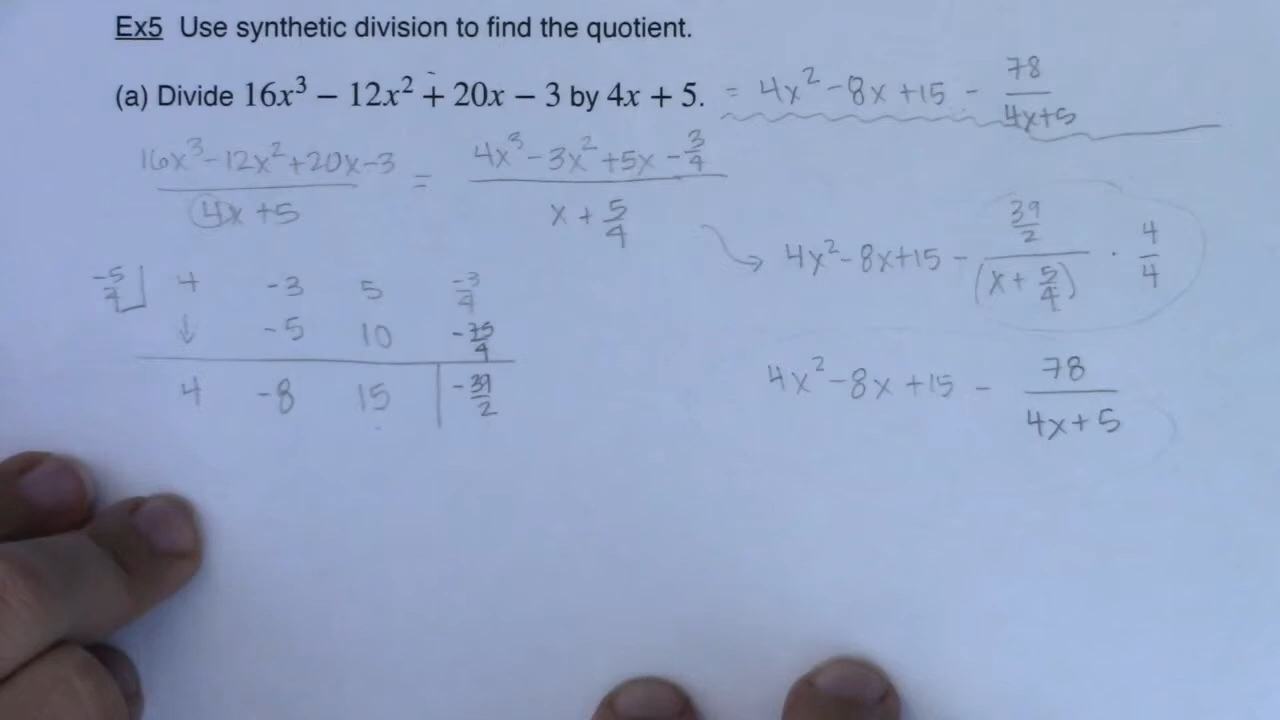 Ex5 Use synthetic division to find the quotient.
(a) Divide 16x³ − 12x² + 20x − 3 by 4x + 5. = 4x² - 8x + 15 - 78/(4x+5)
(16x³ - 12x² + 20x - 3)/(4x + 5) = (4x³ - 3x² + 5x - 3/4)/(x + 5/4)
4x² - 8x + 15 - (39/2)/(x + 5/4) · 4/4
-5/4 4 -3 5 -3/4
↓ -5 10 -75/4
4 -8 15 -39/2
4x² - 8x + 15 - 78/(4x + 5)